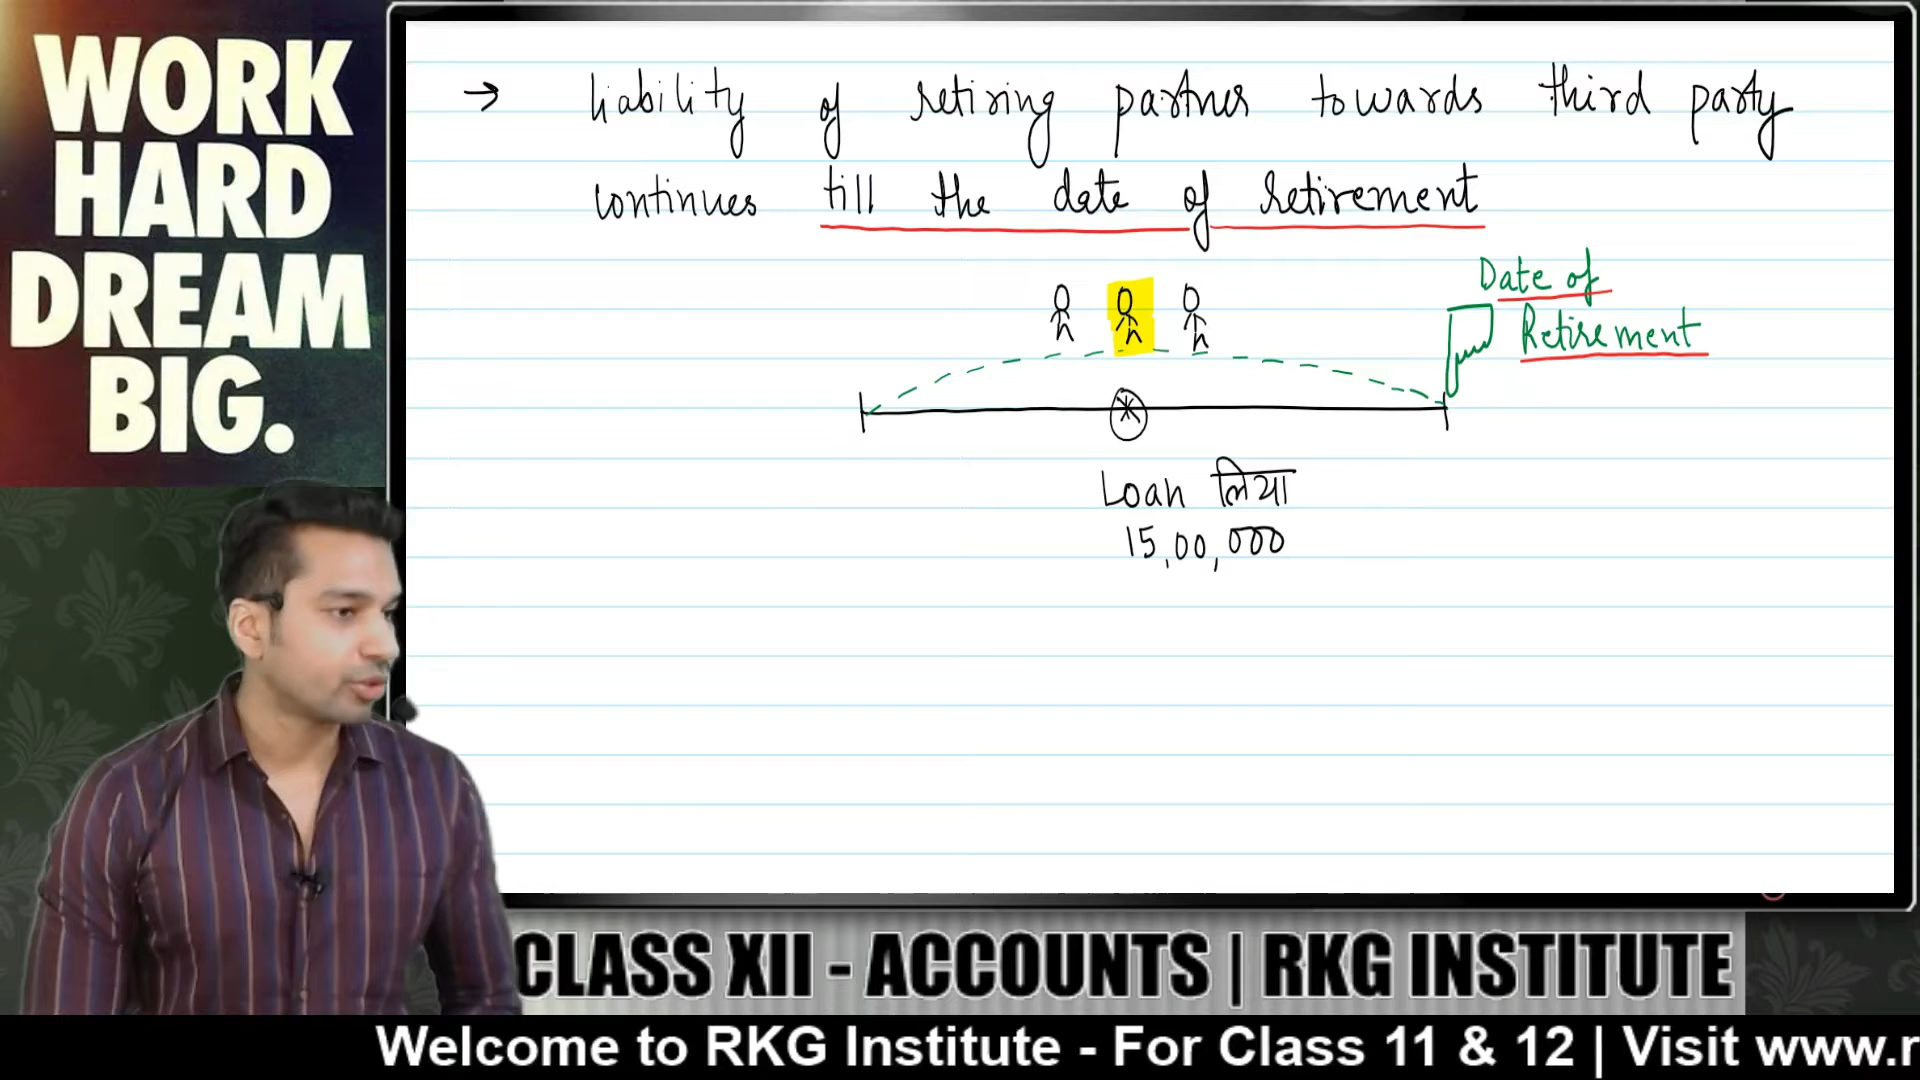 WORK
HARD
DREAM
BIG.
→ liability of retiring partner towards third party
continues till the date of retirement
Date of
Retirement
Loan लिया
15,00,000
CLASS XII - ACCOUNTS | RKG INSTITUTE
Welcome to RKG Institute - For Class 11 & 12 | Visit www.r